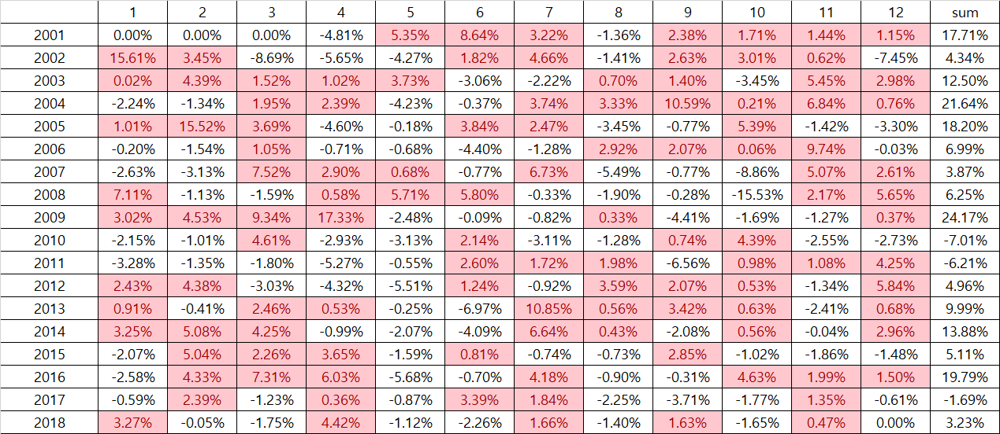 1 2 3 4 5 6 7 8 9 10 11 12 sum
2001 0.00% 0.00% 0.00% -4.81% 5.35% 8.64% 3.22% -1.36% 2.38% 1.71% 1.44% 1.15% 17.71%
2002 15.61% 3.45% -8.69% -5.65% -4.27% 1.82% 4.66% -1.41% 2.63% 3.01% 0.62% -7.45% 4.34%
2003 0.02% 4.39% 1.52% 1.02% 3.73% -3.06% -2.22% 0.70% 1.40% -3.45% 5.45% 2.98% 12.50%
2004 -2.24% -1.34% 1.95% 2.39% -4.23% -0.37% 3.74% 3.33% 10.59% 0.21% 6.84% 0.76% 21.64%
2005 1.01% 15.52% 3.69% -4.60% -0.18% 3.84% 2.47% -3.45% -0.77% 5.39% -1.42% -3.30% 18.20%
2006 -0.20% -1.54% 1.05% -0.71% -0.68% -4.40% -1.28% 2.92% 2.07% 0.06% 9.74% -0.03% 6.99%
2007 -2.63% -3.13% 7.52% 2.90% 0.68% -0.77% 6.73% -5.49% -0.77% -8.86% 5.07% 2.61% 3.87%
2008 7.11% -1.13% -1.59% 0.58% 5.71% 5.80% -0.33% -1.90% -0.28% -15.53% 2.17% 5.65% 6.25%
2009 3.02% 4.53% 9.34% 17.33% -2.48% -0.09% -0.82% 0.33% -4.41% -1.69% -1.27% 0.37% 24.17%
2010 -2.15% -1.01% 4.61% -2.93% -3.13% 2.14% -3.11% -1.28% 0.74% 4.39% -2.55% -2.73% -7.01%
2011 -3.28% -1.35% -1.80% -5.27% -0.55% 2.60% 1.72% 1.98% -6.56% 0.98% 1.08% 4.25% -6.21%
2012 2.43% 4.38% -3.03% -4.32% -5.51% 1.24% -0.92% 3.59% 2.07% 0.53% -1.34% 5.84% 4.96%
2013 0.91% -0.41% 2.46% 0.53% -0.25% -6.97% 10.85% 0.56% 3.42% 0.63% -2.41% 0.68% 9.99%
2014 3.25% 5.08% 4.25% -0.99% -2.07% -4.09% 6.64% 0.43% -2.08% 0.56% -0.04% 2.96% 13.88%
2015 -2.07% 5.04% 2.26% 3.65% -1.59% 0.81% -0.74% -0.73% 2.85% -1.02% -1.86% -1.48% 5.11%
2016 -2.58% 4.33% 7.31% 6.03% -5.68% -0.70% 4.18% -0.90% -0.31% 4.63% 1.99% 1.50% 19.79%
2017 -0.59% 2.39% -1.23% 0.36% -0.87% 3.39% 1.84% -2.25% -3.71% -1.77% 1.35% -0.61% -1.69%
2018 3.27% -0.05% -1.75% 4.42% -1.12% -2.26% 1.66% -1.40% 1.63% -1.65% 0.47% 0.00% 3.23%